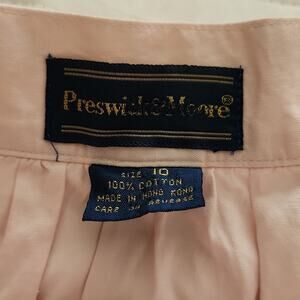 Preswick & Moore®
SIZE 10
100% COTTON
MADE IN HONG KONG
CARE ON REVERSE